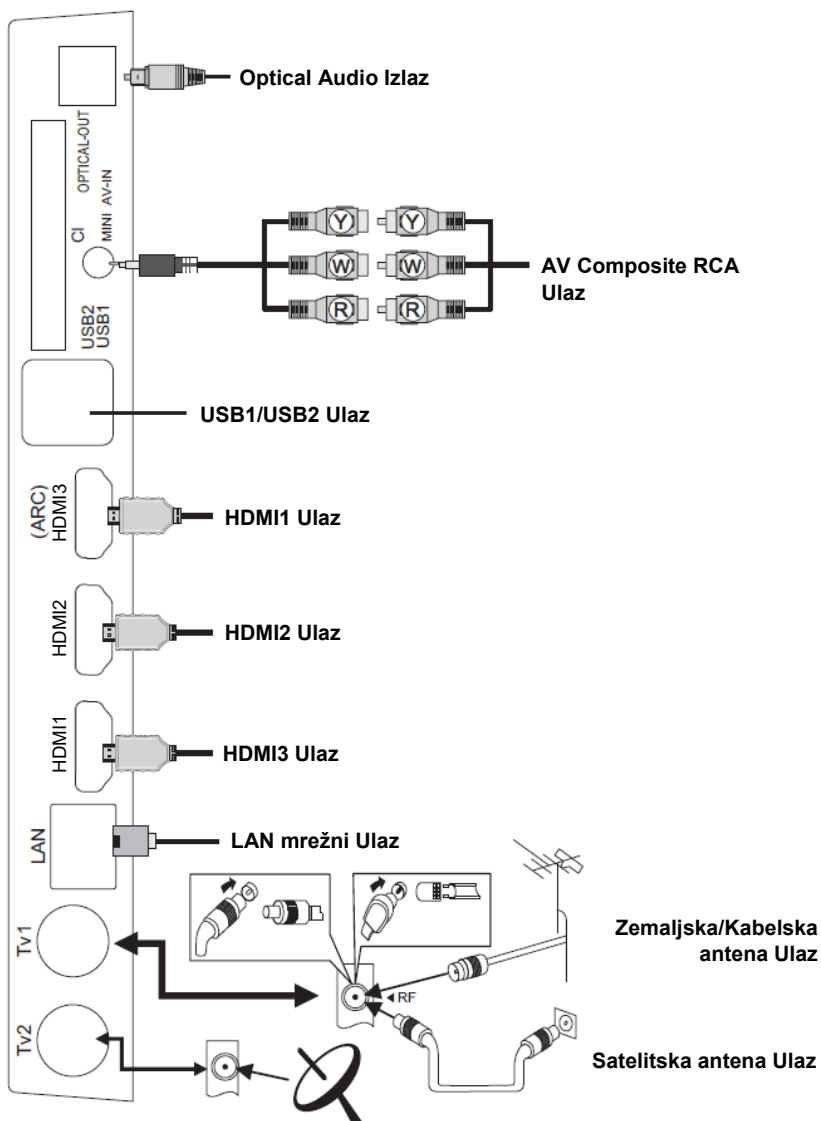 Optical Audio Izlaz
OPTICAL-OUT
CI
MINI AV-IN
Y
Y
W
W
R
R
AV Composite RCA
Ulaz
USB2
USB1
USB1/USB2 Ulaz
(ARC)
HDMI3
HDMI1 Ulaz
HDMI2
HDMI2 Ulaz
HDMI1
HDMI3 Ulaz
LAN
LAN mrežni Ulaz
Tv1
Zemaljska/Kabelska
antena Ulaz
RF
Tv2
Satelitska antena Ulaz